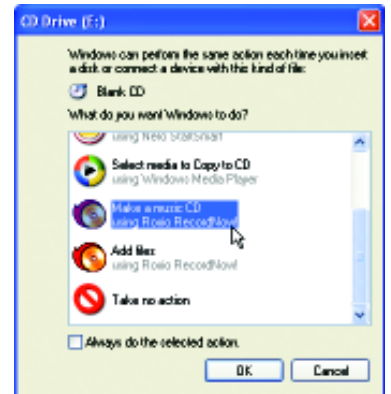 CD Drive (E:)
Windows can perform the same action each time you insert
a disk or connect a device with this kind of file:
Blank CD
What do you want Windows to do?
using Nero StartSmart
Select media to Copy to CD
using Windows Media Player
Make a music CD
using Roxio RecordNow!
Add files
using Roxio RecordNow!
Take no action
Always do the selected action.
OK Cancel